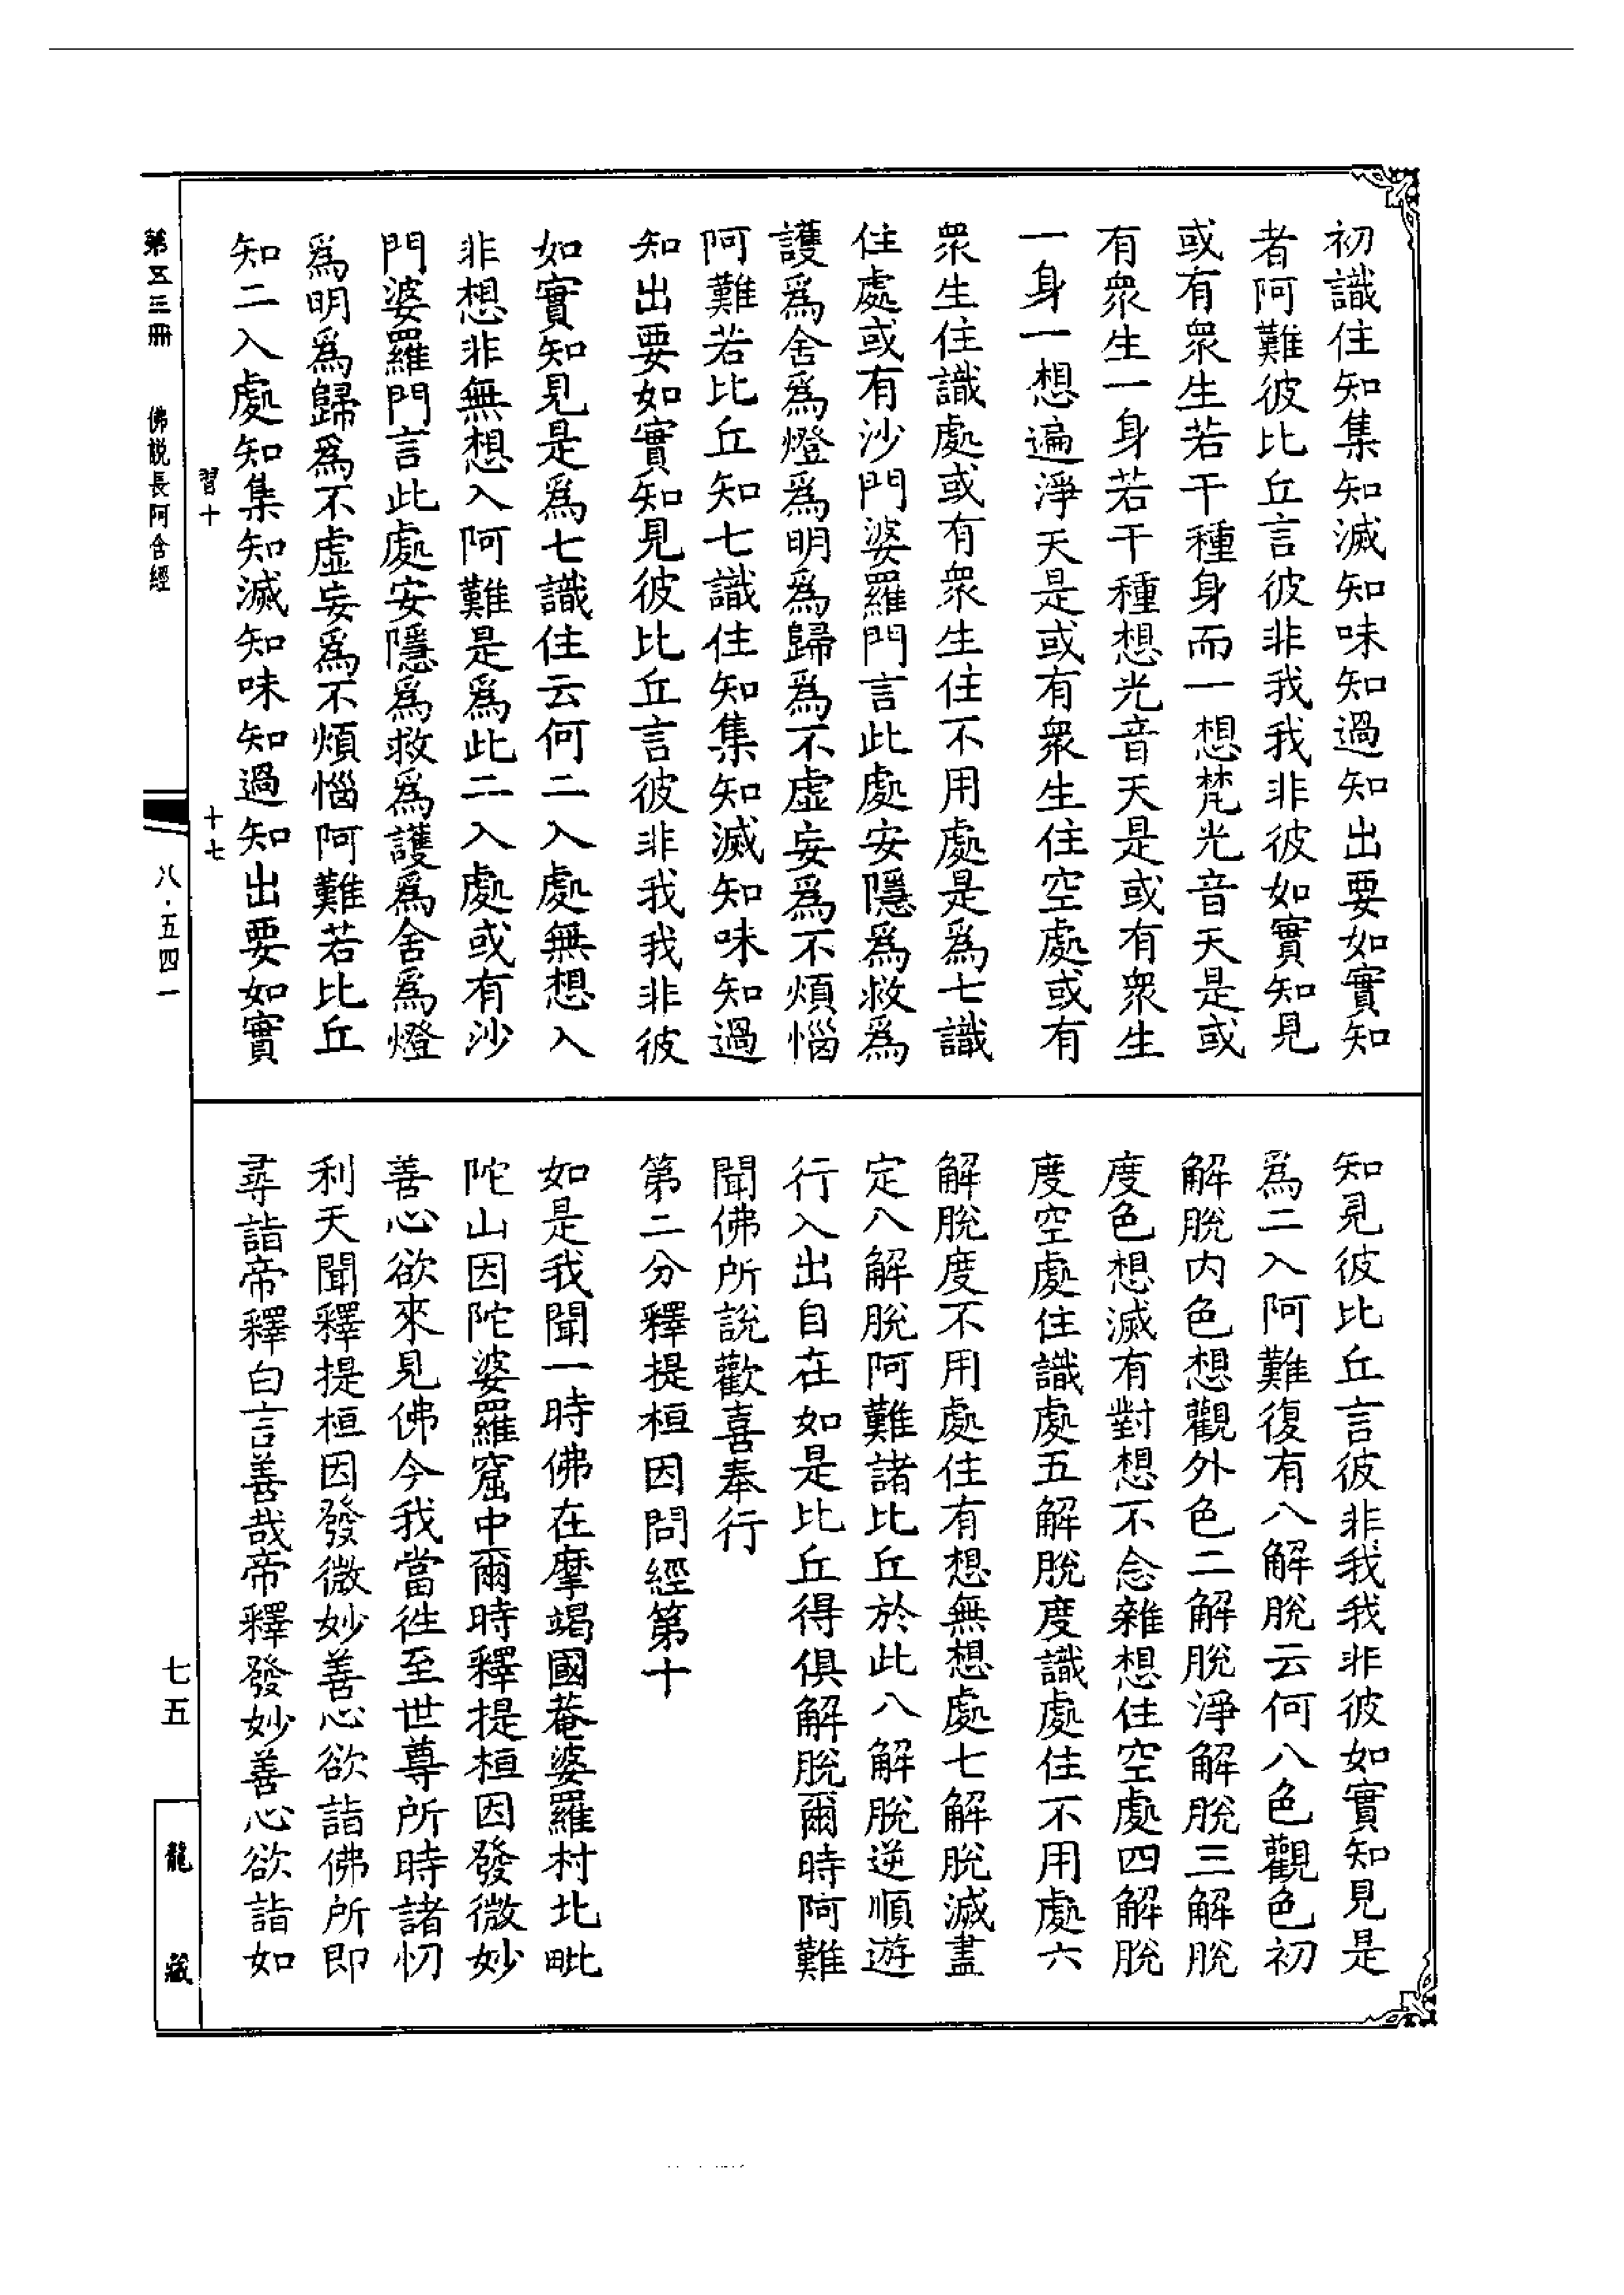 初識住知集知滅知味知過知出要如實知
者阿難彼比丘言彼非我我非彼如實知見
或有衆生若干種身而一想梵光音天是或
有衆生一身若干種想光音天是或有衆生
一身一想遍淨天是或有衆生住空處或有
衆生住識處或有衆生住不用處是爲七識
住處或有沙門婆羅門言此處安隱爲救爲
護爲舍爲燈爲明爲歸爲不虛妄爲不煩惱
阿難若比丘知七識住知集知滅知味知過
知出要如實知見彼比丘言彼非我我非彼
如實知見是爲七識住云何二入處無想入
非想非無想入阿難是爲此二入處或有沙
門婆羅門言此處安隱爲救爲護爲舍爲燈
爲明爲歸爲不虛妄爲不煩惱阿難若比丘
知二入處知集知滅知味知過知出要如實
知見彼比丘言彼非我我非彼如實知見是
爲二入阿難復有八解脫云何八色觀色初
解脫内色想觀外色二解脫淨解脫三解脫
度色想滅有對想不念雜想住空處四解脫
度空處住識處五解脫度識處住不用處六
解脫度不用處住有想無想處七解脫滅盡
定八解脫阿難諸比丘於此八解脫逆順遊
行入出自在如是比丘得俱解脫爾時阿難
聞佛所說歡喜奉行
第二分釋提桓因問經第十
如是我聞一時佛在摩竭國菴婆羅村北毗
陀山因陀婆羅窟中爾時釋提桓因發微妙
善心欲來見佛今我當往至世尊所時諸忉
利天聞釋提桓因發微妙善心欲詣佛所即
尋詣帝釋白言善哉帝釋發妙善心欲詣如
習十
十七
第五三冊
佛説長阿含經
八·五四一
七五
龍藏